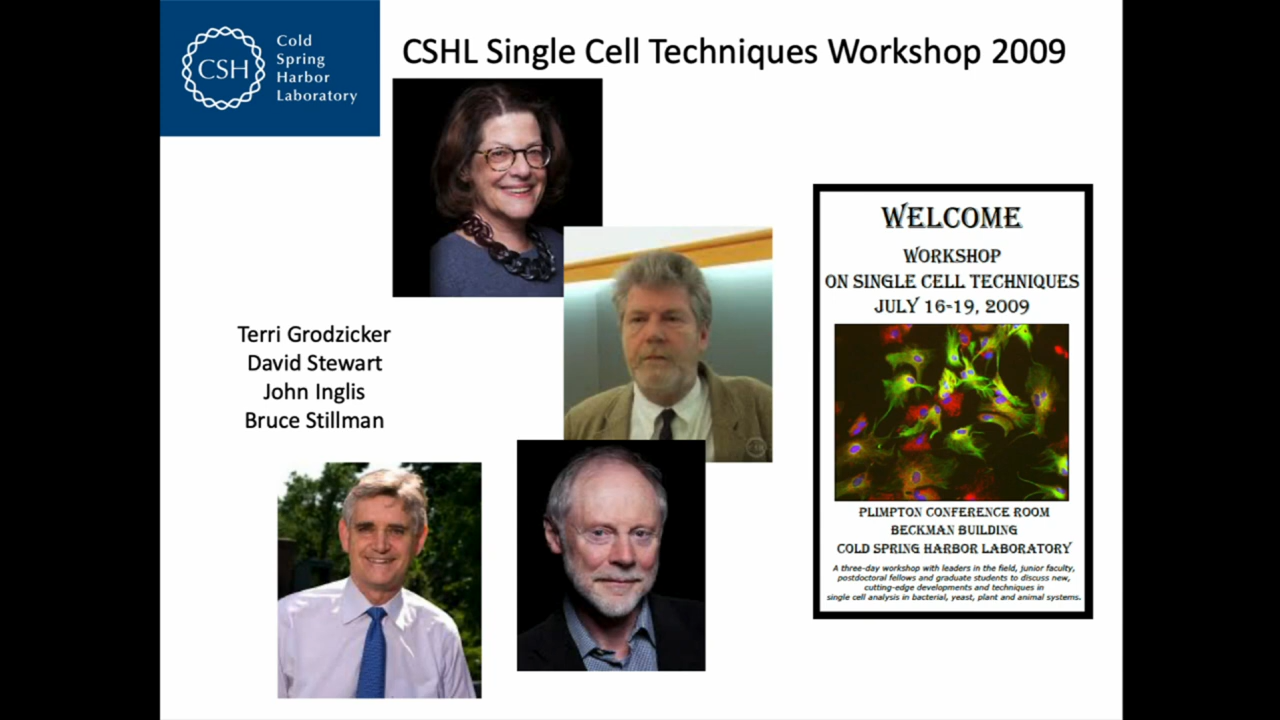 CSH
Cold
Spring
Harbor
Laboratory
CSHL Single Cell Techniques Workshop 2009
Terri Grodzicker
David Stewart
John Inglis
Bruce Stillman
WELCOME
WORKSHOP
ON SINGLE CELL TECHNIQUES
JULY 16-19, 2009
PLIMPTON CONFERENCE ROOM
BECKMAN BUILDING
COLD SPRING HARBOR LABORATORY
A three-day workshop with leaders in the field, junior faculty,
postdoctoral fellows and graduate students to discuss new,
cutting-edge developments and techniques in
single cell analysis in bacterial, yeast, plant and animal systems.